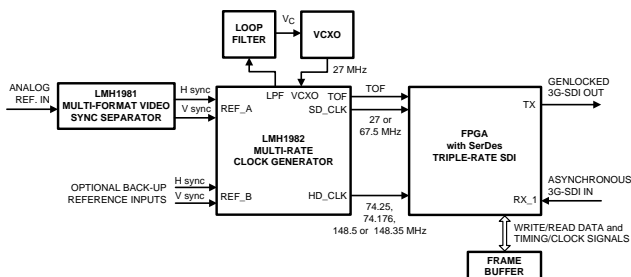 LOOP
FILTER
VC
VCXO
27 MHz
ANALOG
REF. IN
LMH1981
MULTI-FORMAT VIDEO
SYNC SEPARATOR
H sync
V sync
LPF VCXO TOF
REF_A
SD_CLK
LMH1982
MULTI-RATE
CLOCK GENERATOR
OPTIONAL BACK-UP
REFERENCE INPUTS
H sync
V sync
REF_B
HD_CLK
TOF
27 or
67.5 MHz
74.25,
74.176,
148.5 or 148.35 MHz
FPGA
with SerDes
TRIPLE-RATE SDI
TX
RX_1
GENLOCKED
3G-SDI OUT
ASYNCHRONOUS
3G-SDI IN
WRITE/READ DATA and
TIMING/CLOCK SIGNALS
FRAME
BUFFER